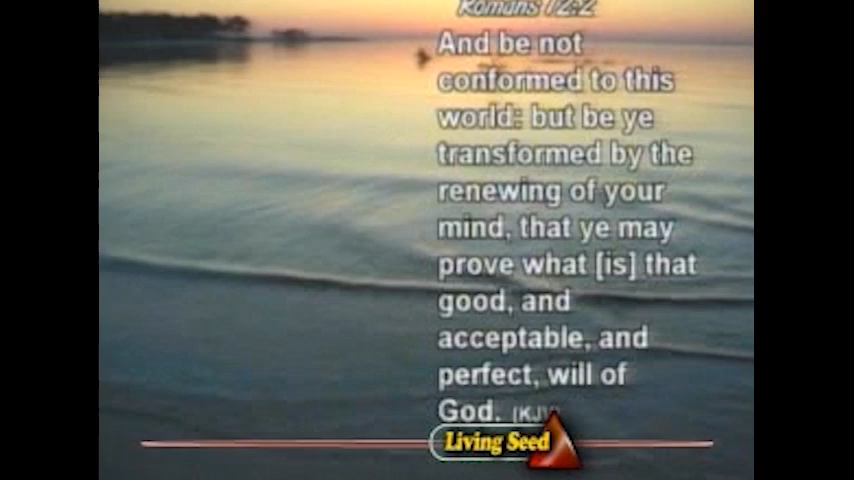 Romans 12:2
And be not
conformed to this
world: but be ye
transformed by the
renewing of your
mind, that ye may
prove what [is] that
good, and
acceptable, and
perfect, will of
God. [KJV]
Living Seed